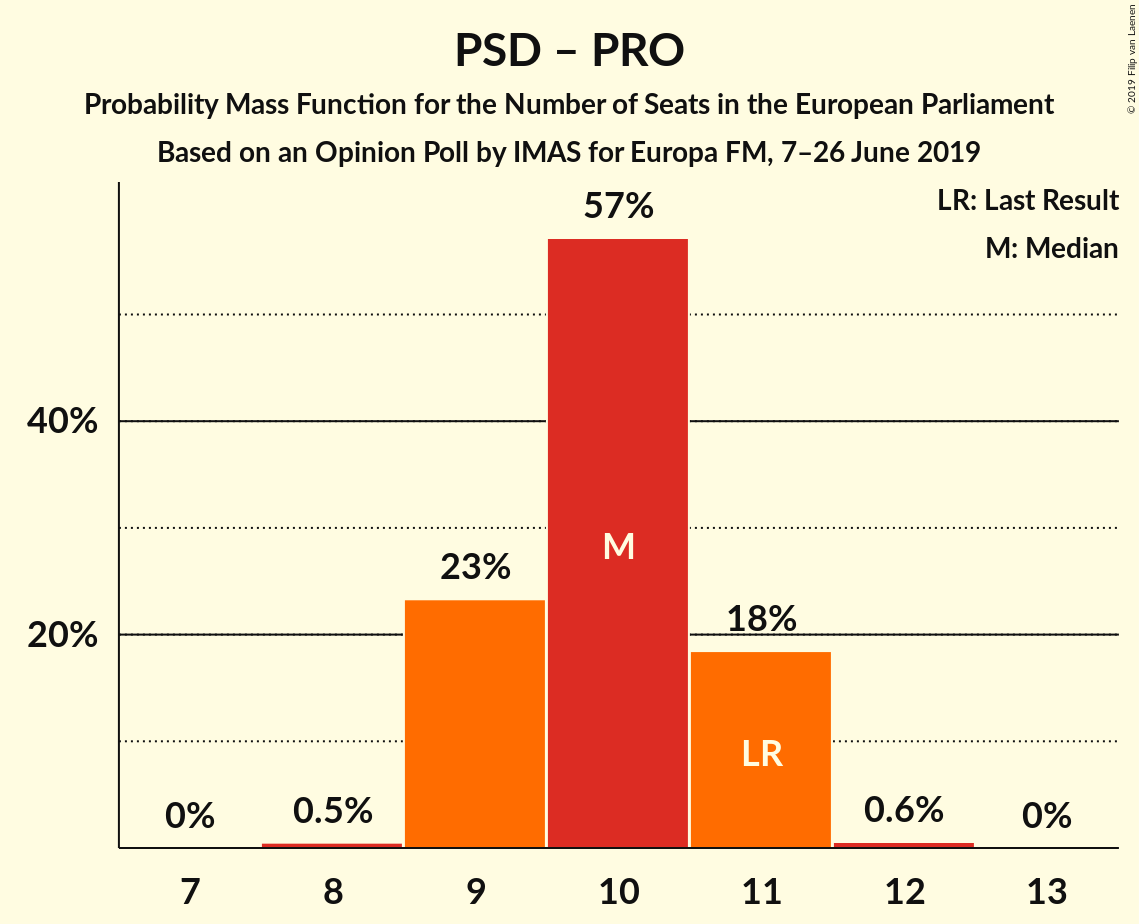 PSD – PRO
Probability Mass Function for the Number of Seats in the European Parliament
Based on an Opinion Poll by IMAS for Europa FM, 7–26 June 2019
© 2019 Filip van Laenen
LR: Last Result
M: Median
57%
40%
M
23%
20%
18%
LR
0%
0.5%
0.6%
0%
7
8
9
10
11
12
13